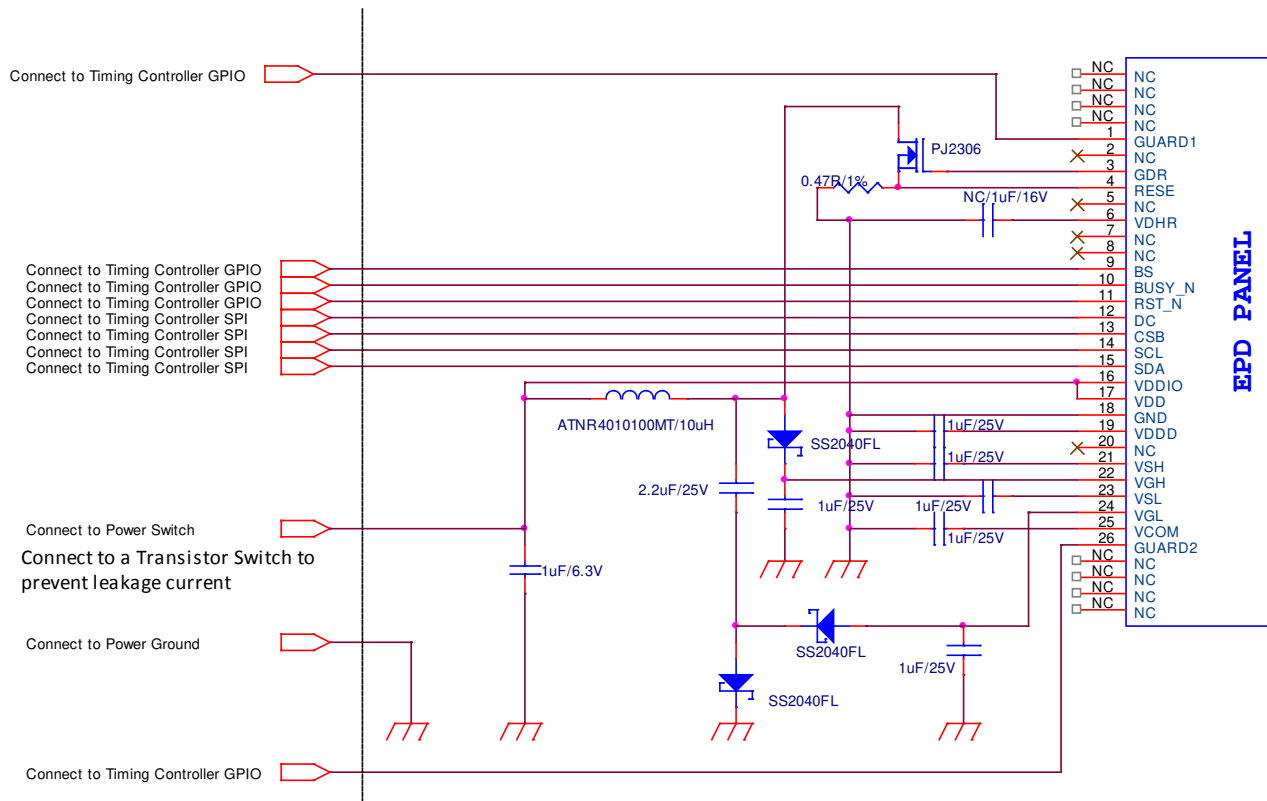 Connect to Timing Controller GPIO
NC
NC
NC
NC
NC
NC
NC
NC
1
GUARD1
PJ2306
2
NC
3
GDR
0.47R/1%
4
RESE
NC/1uF/16V
5
NC
6
VDHR
7
NC
8
NC
Connect to Timing Controller GPIO
9
BS
Connect to Timing Controller GPIO
10
BUSY_N
Connect to Timing Controller GPIO
11
RST_N
Connect to Timing Controller SPI
12
DC
Connect to Timing Controller SPI
13
CSB
Connect to Timing Controller SPI
14
SCL
Connect to Timing Controller SPI
15
SDA
EPD PANEL
16
VDDIO
17
VDD
ATNR4010100MT/10uH
18
GND
1uF/25V
19
VDDD
SS2040FL
20
NC
1uF/25V
21
VSH
22
VGH
2.2uF/25V
23
VSL
1uF/25V
1uF/25V
24
VGL
Connect to Power Switch
25
VCOM
1uF/25V
26
GUARD2
Connect to a Transistor Switch to
prevent leakage current
1uF/6.3V
NC
NC
NC
NC
NC
NC
NC
NC
Connect to Power Ground
SS2040FL
1uF/25V
SS2040FL
Connect to Timing Controller GPIO